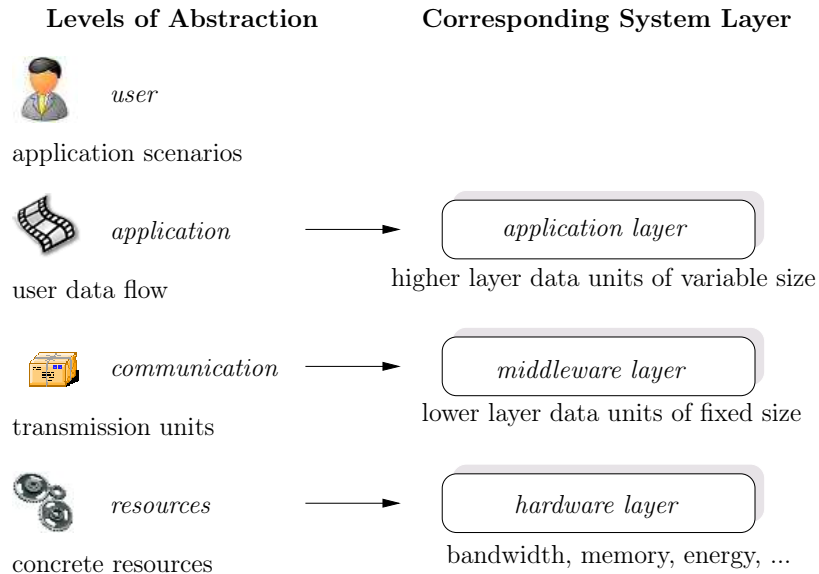 Levels of Abstraction
Corresponding System Layer
user
application scenarios
application
application layer
user data flow
higher layer data units of variable size
communication
middleware layer
transmission units
lower layer data units of fixed size
resources
hardware layer
concrete resources
bandwidth, memory, energy, ...